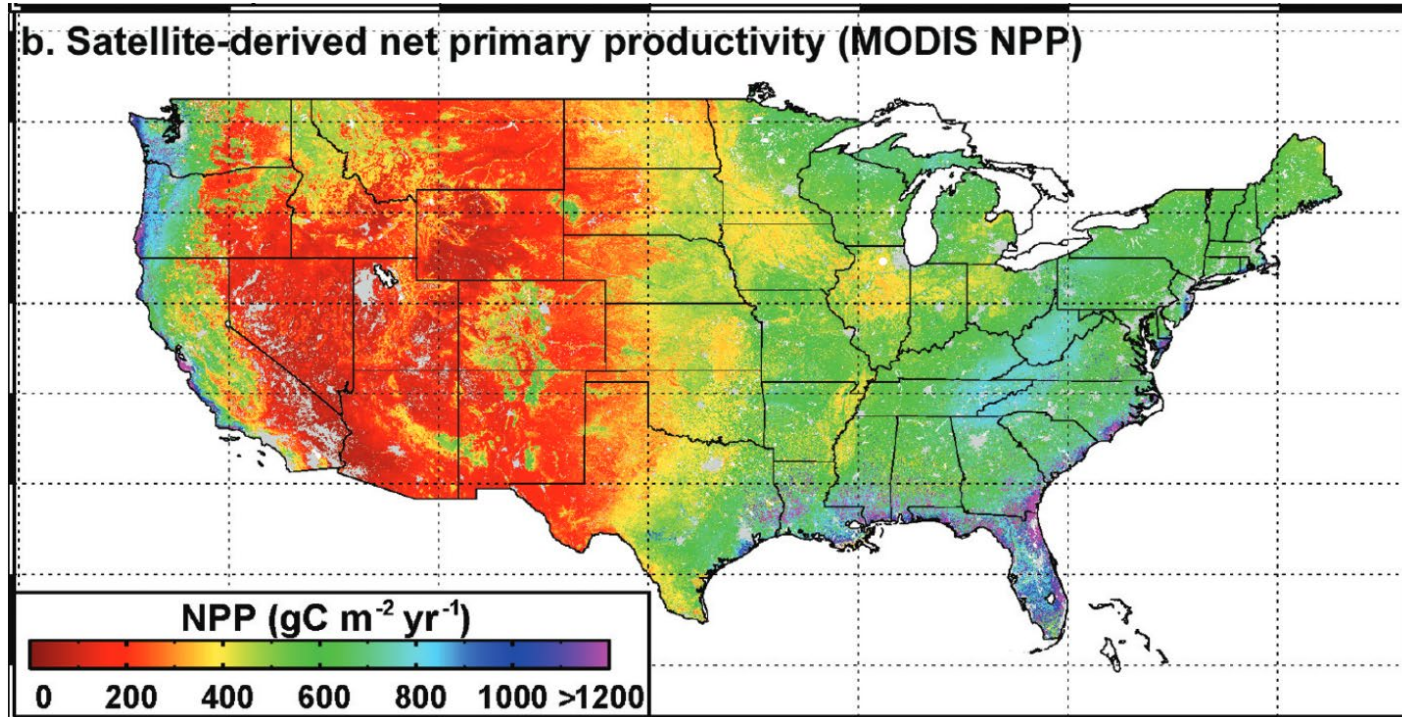 b. Satellite-derived net primary productivity (MODIS NPP)
NPP (gC m⁻² yr⁻¹)
0 200 400 600 800 1000 >1200